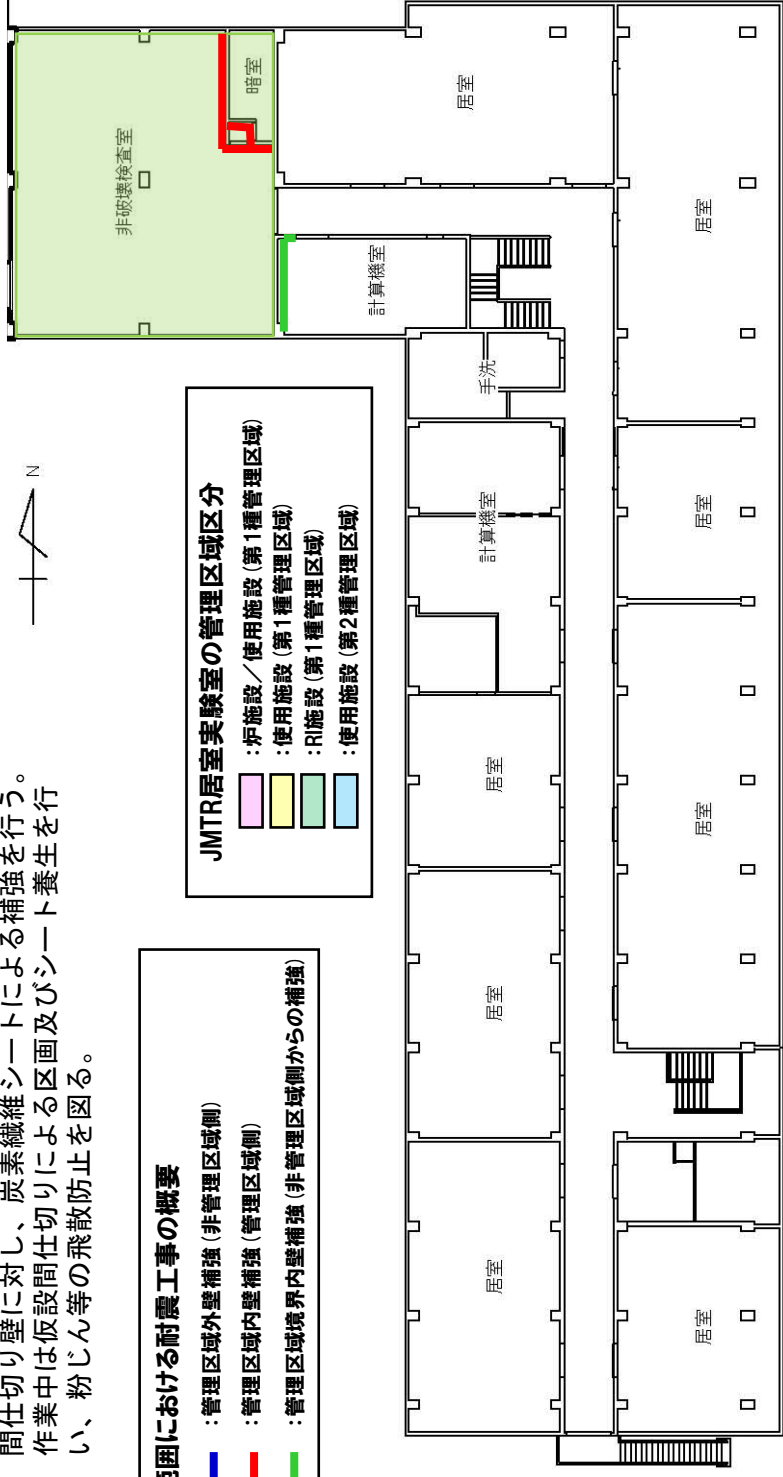 間仕切り壁に対し、炭素繊維シートによる補強を行う。
作業中は仮設間仕切りによる区画及びシート養生を行
い、粉じん等の飛散防止を図る。
範囲における耐震工事の概要
:管理区域外壁補強(非管理区域側)
:管理区域内壁補強(管理区域側)
:管理区域境界内壁補強(非管理区域側からの補強)
JMTR居室実験室の管理区域区分
:炉施設/使用施設(第1種管理区域)
:使用施設(第1種管理区域)
:RI施設(第1種管理区域)
:使用施設(第2種管理区域)
N
非破壊検査室
暗室
計算機室
居室
手洗
計算機室
居室
居室
居室
居室
居室
居室
居室